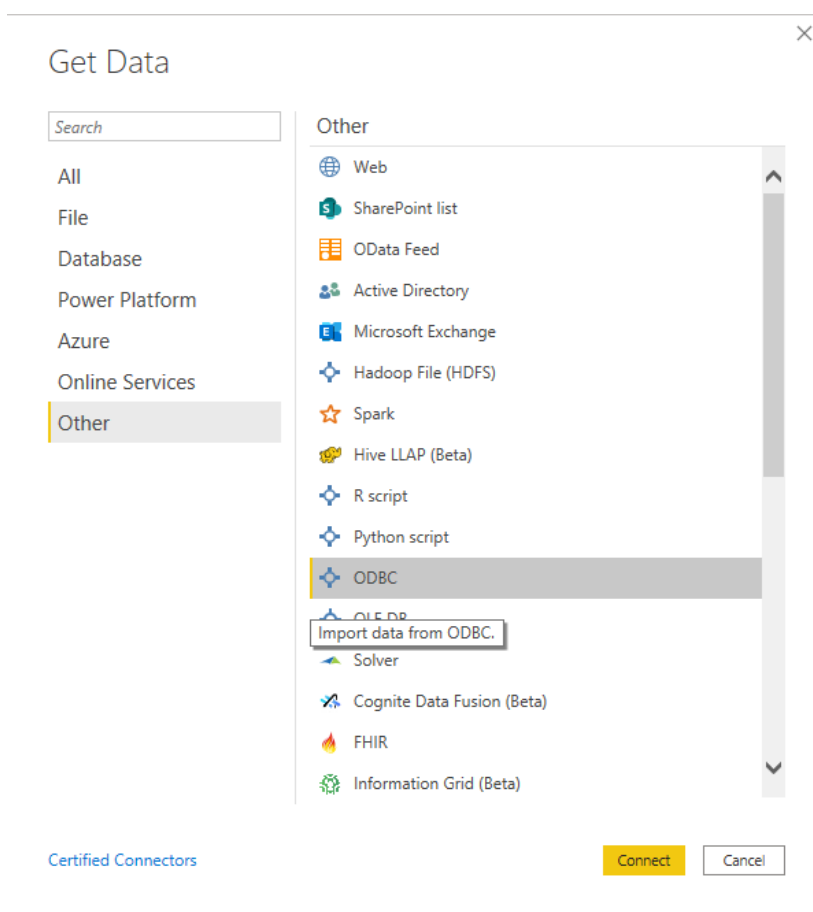 Get Data
Search
All
File
Database
Power Platform
Azure
Online Services
Other
Other
Web
SharePoint list
OData Feed
Active Directory
Microsoft Exchange
Hadoop File (HDFS)
Spark
Hive LLAP (Beta)
R script
Python script
ODBC
OLE DB
Import data from ODBC.
Solver
Cognite Data Fusion (Beta)
FHIR
Information Grid (Beta)
Certified Connectors
Connect
Cancel